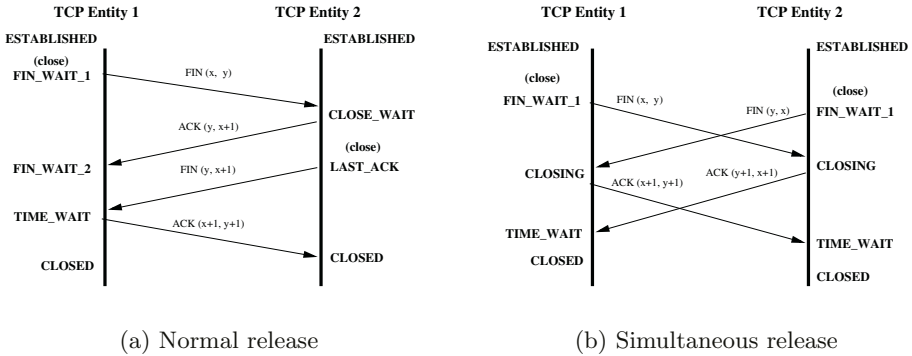 TCP Entity 1
TCP Entity 2
ESTABLISHED
ESTABLISHED
(close)
FIN_WAIT_1
FIN (x, y)
CLOSE_WAIT
ACK (y, x+1)
(close)
FIN_WAIT_2
FIN (y, x+1)
LAST_ACK
TIME_WAIT
ACK (x+1, y+1)
CLOSED
CLOSED
(a) Normal release
TCP Entity 1
TCP Entity 2
ESTABLISHED
ESTABLISHED
(close)
(close)
FIN_WAIT_1
FIN (x, y)
FIN (y, x)
FIN_WAIT_1
CLOSING
CLOSING
ACK (x+1, y+1)
ACK (y+1, x+1)
TIME_WAIT
TIME_WAIT
CLOSED
CLOSED
(b) Simultaneous release